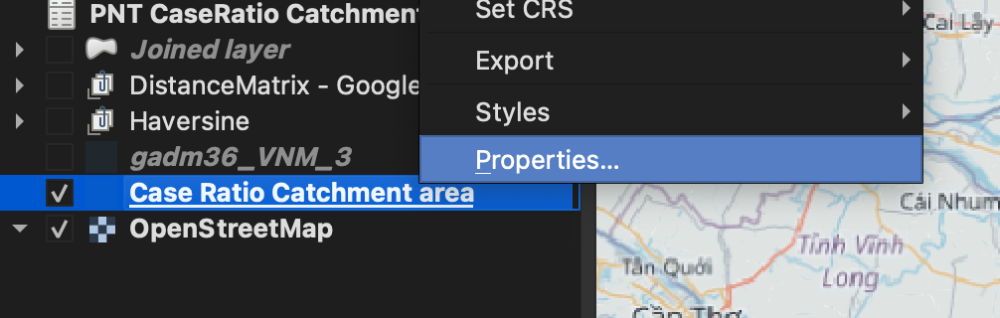 PNT CaseRatio Catchment
Joined layer
DistanceMatrix - Google
Haversine
gadm36_VNM_3
Case Ratio Catchment area
OpenStreetMap
Set CRS
Export
Styles
Properties...
Cai Lậy
Cái Nhum
Tỉnh Vĩnh
Long
Tân Quới
Cần Thơ